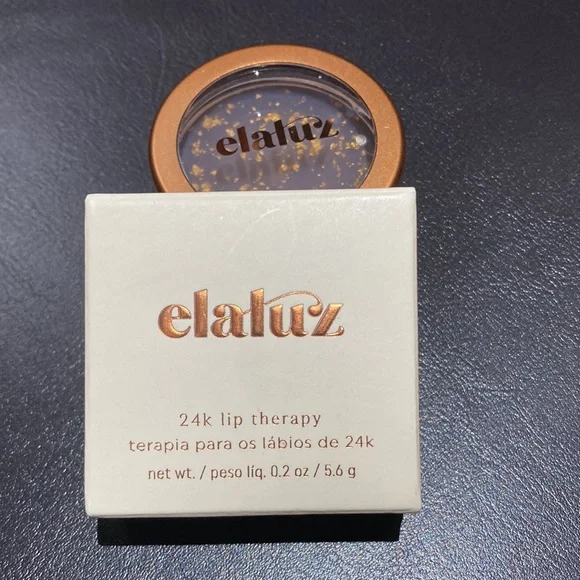 elaluz
elaluz
24k lip therapy
terapia para os lábios de 24k
net wt. / peso líq. 0.2 oz / 5.6 g